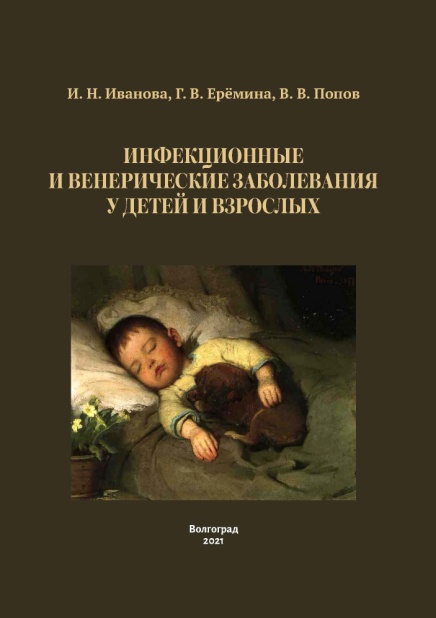 И. Н. Иванова, Г. В. Ерёмина, В. В. Попов
ИНФЕКЦИОННЫЕ
И ВЕНЕРИЧЕСКИЕ ЗАБОЛЕВАНИЯ
У ДЕТЕЙ И ВЗРОСЛЫХ
Волгоград
2021